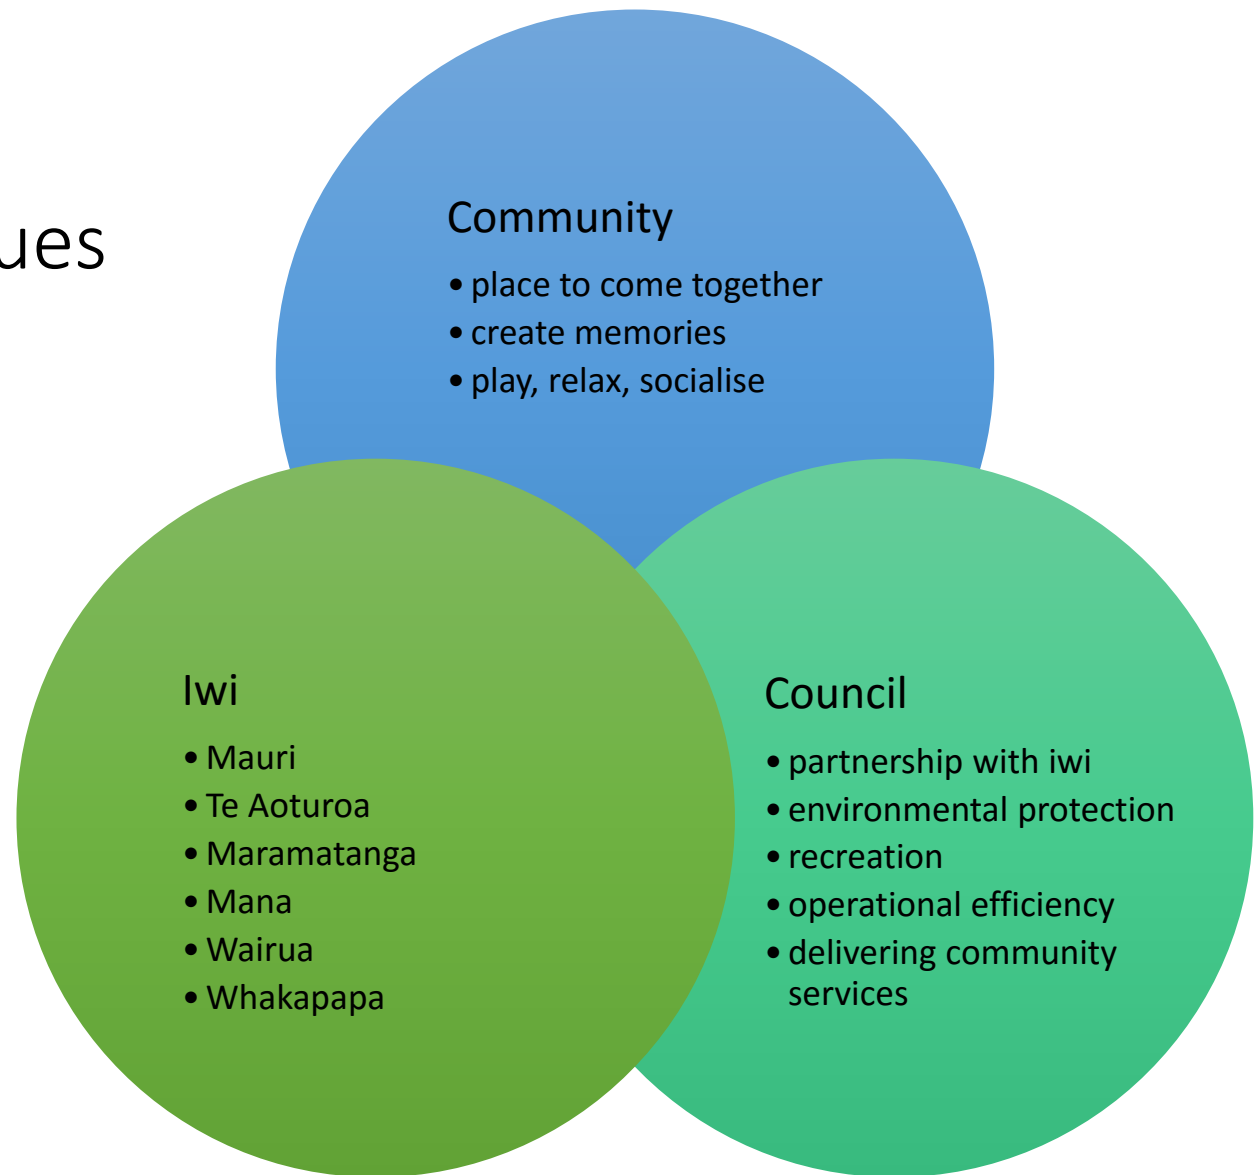 ues
Community
• place to come together
• create memories
• play, relax, socialise
Iwi
• Mauri
• Te Aoturoa
• Maramatanga
• Mana
• Wairua
• Whakapapa
Council
• partnership with iwi
• environmental protection
• recreation
• operational efficiency
• delivering community
services